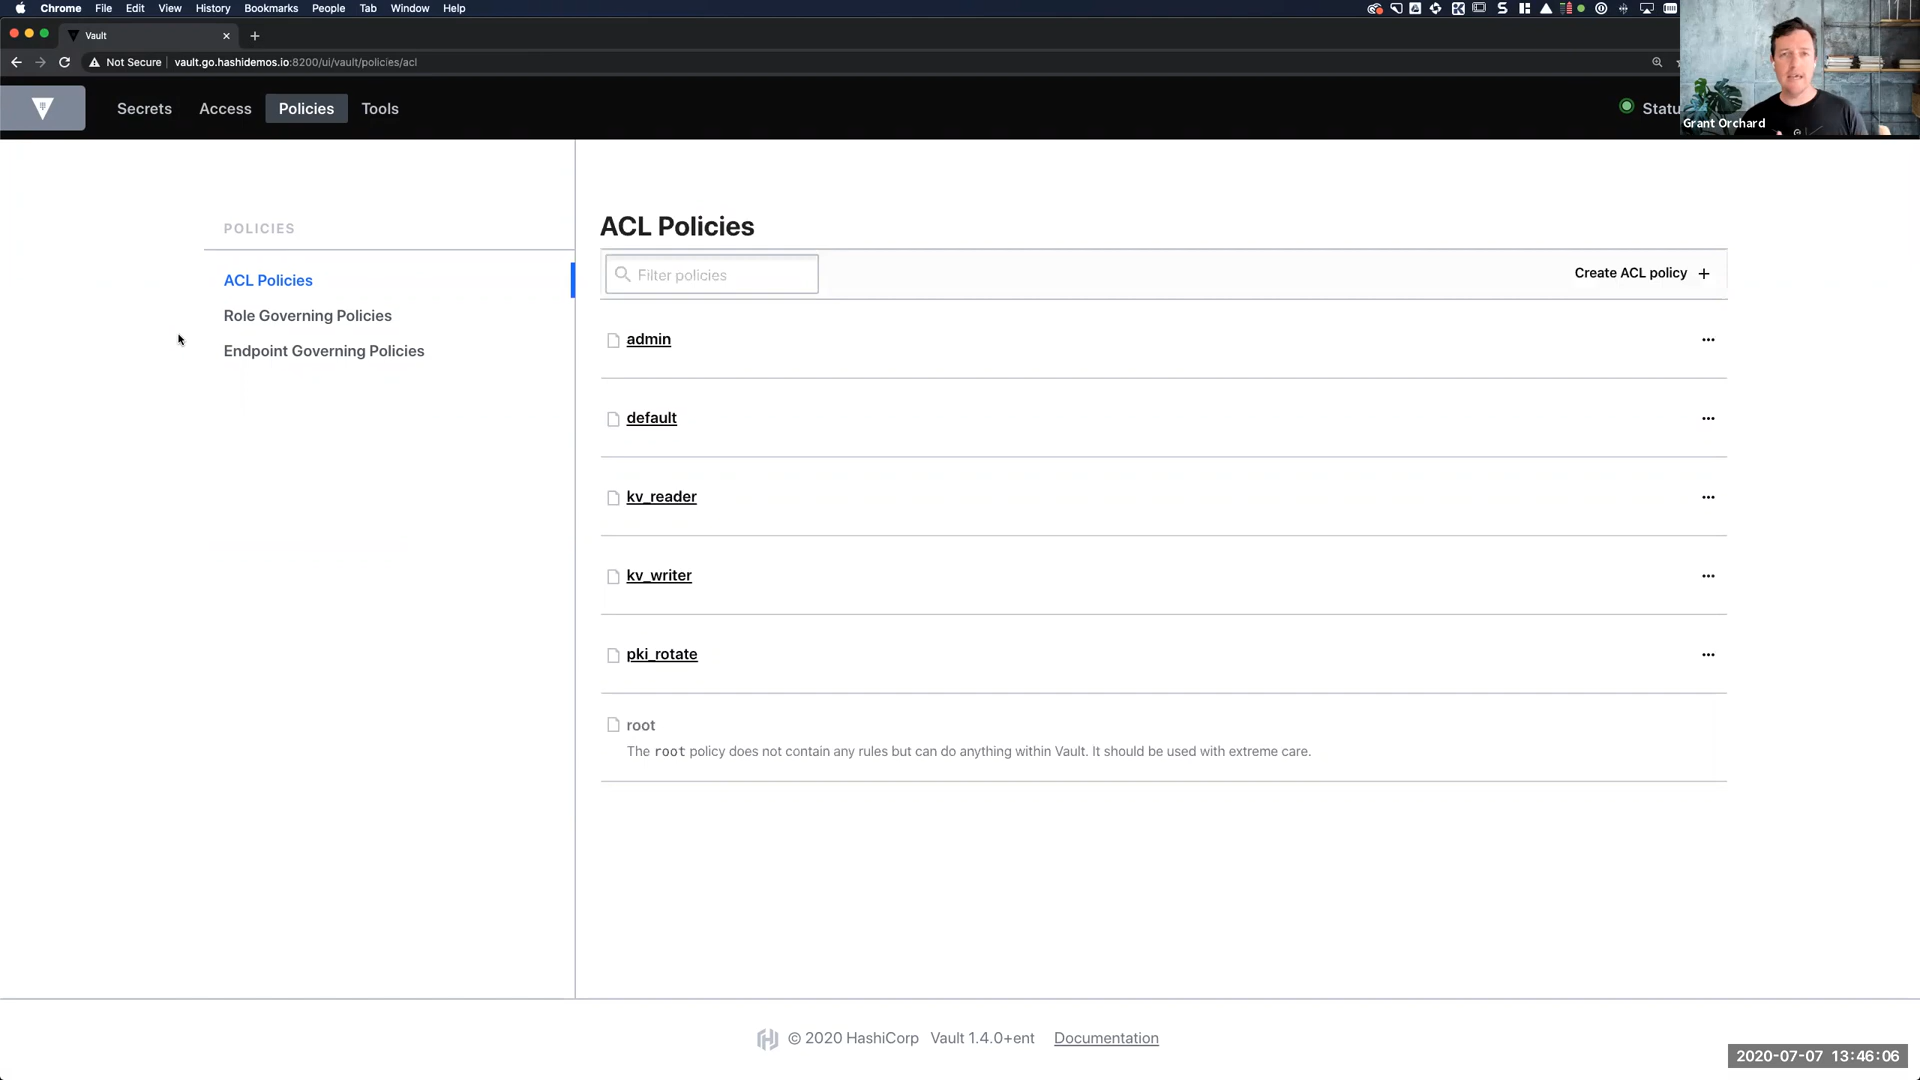 Chrome File Edit View History Bookmarks People Tab Window Help
Vault
Not Secure vault.go.hashidemos.io:8200/ui/vault/policies/acl
Secrets Access Policies Tools
Grant Orchard
POLICIES
ACL Policies
Role Governing Policies
Endpoint Governing Policies
ACL Policies
Filter policies
Create ACL policy +
admin
default
kv_reader
kv_writer
pki_rotate
root
The root policy does not contain any rules but can do anything within Vault. It should be used with extreme care.
© 2020 HashiCorp Vault 1.4.0+ent Documentation
2020-07-07 13:46:06